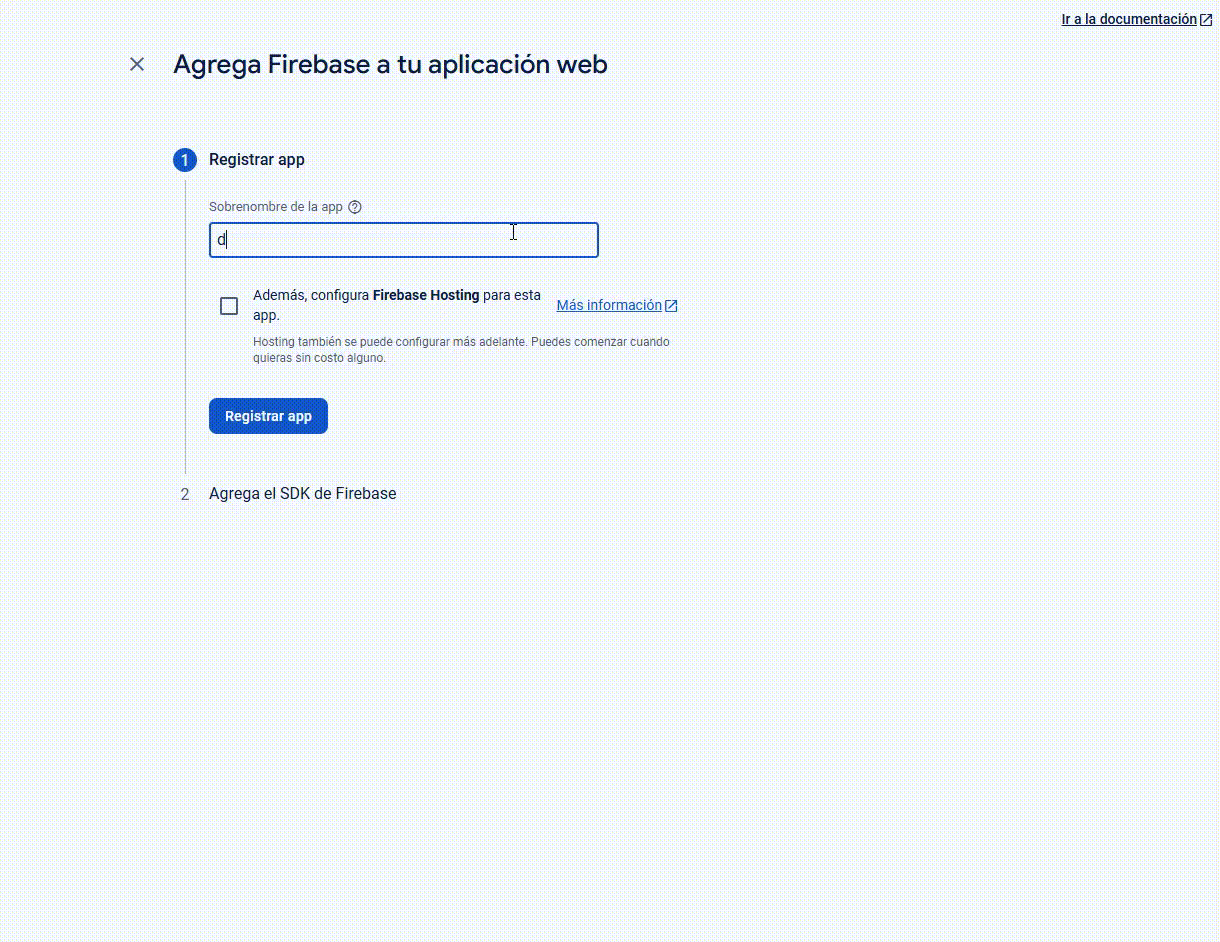 Ir a la documentación
Agrega Firebase a tu aplicación web
1 Registrar app
Sobrenombre de la app
d
Además, configura Firebase Hosting para esta
app.
Más información
Hosting también se puede configurar más adelante. Puedes comenzar cuando
quieras sin costo alguno.
Registrar app
2 Agrega el SDK de Firebase